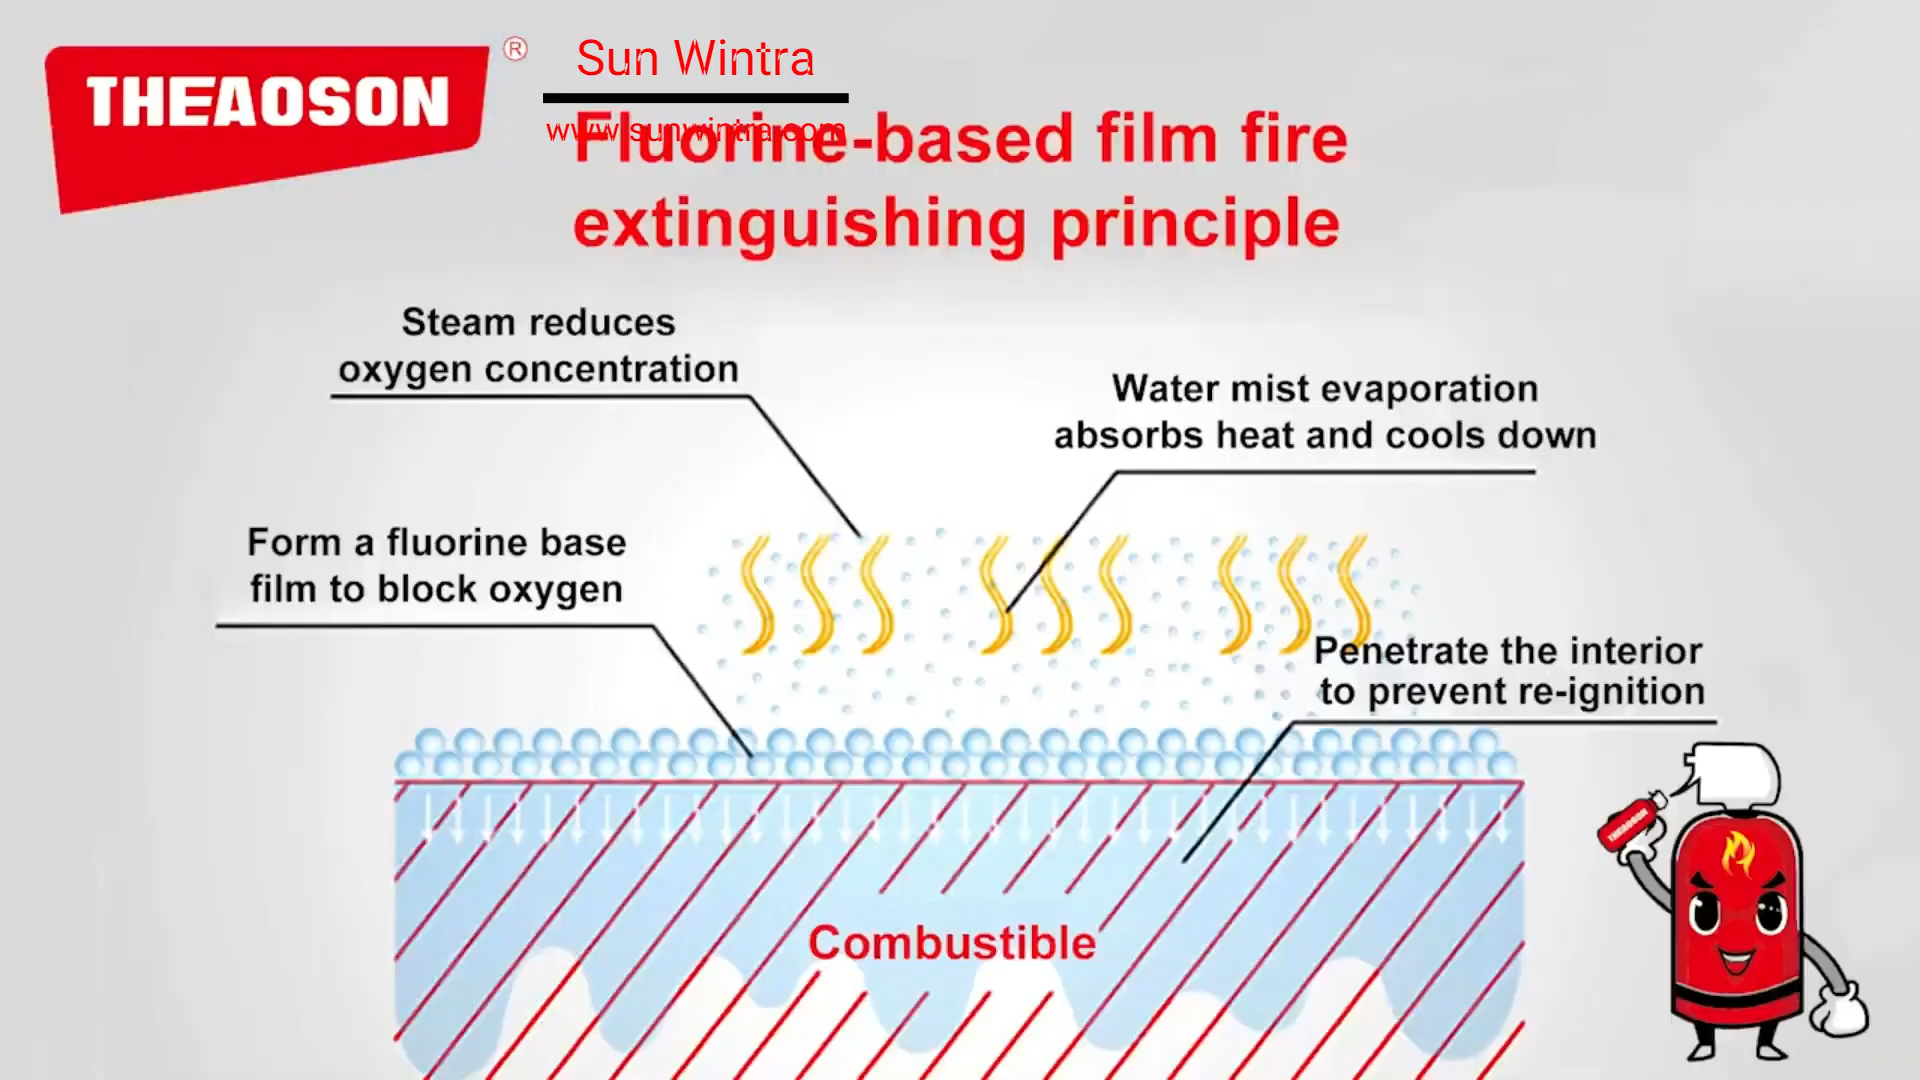 THEAOSON
®
Sun Wintra
www.sunwintra.com
Fluorine-based film fire
extinguishing principle
Steam reduces
oxygen concentration
Water mist evaporation
absorbs heat and cools down
Form a fluorine base
film to block oxygen
Penetrate the interior
to prevent re-ignition
THEAOSON
Combustible